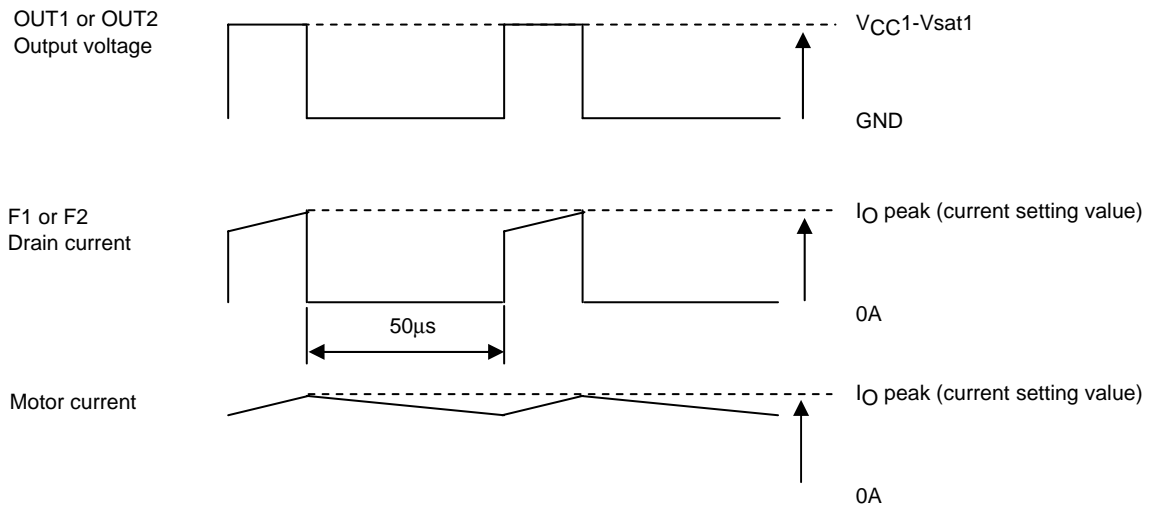 OUT1 or OUT2
Output voltage
VCC1-Vsat1
GND
F1 or F2
Drain current
IO peak (current setting value)
0A
50μs
Motor current
IO peak (current setting value)
0A